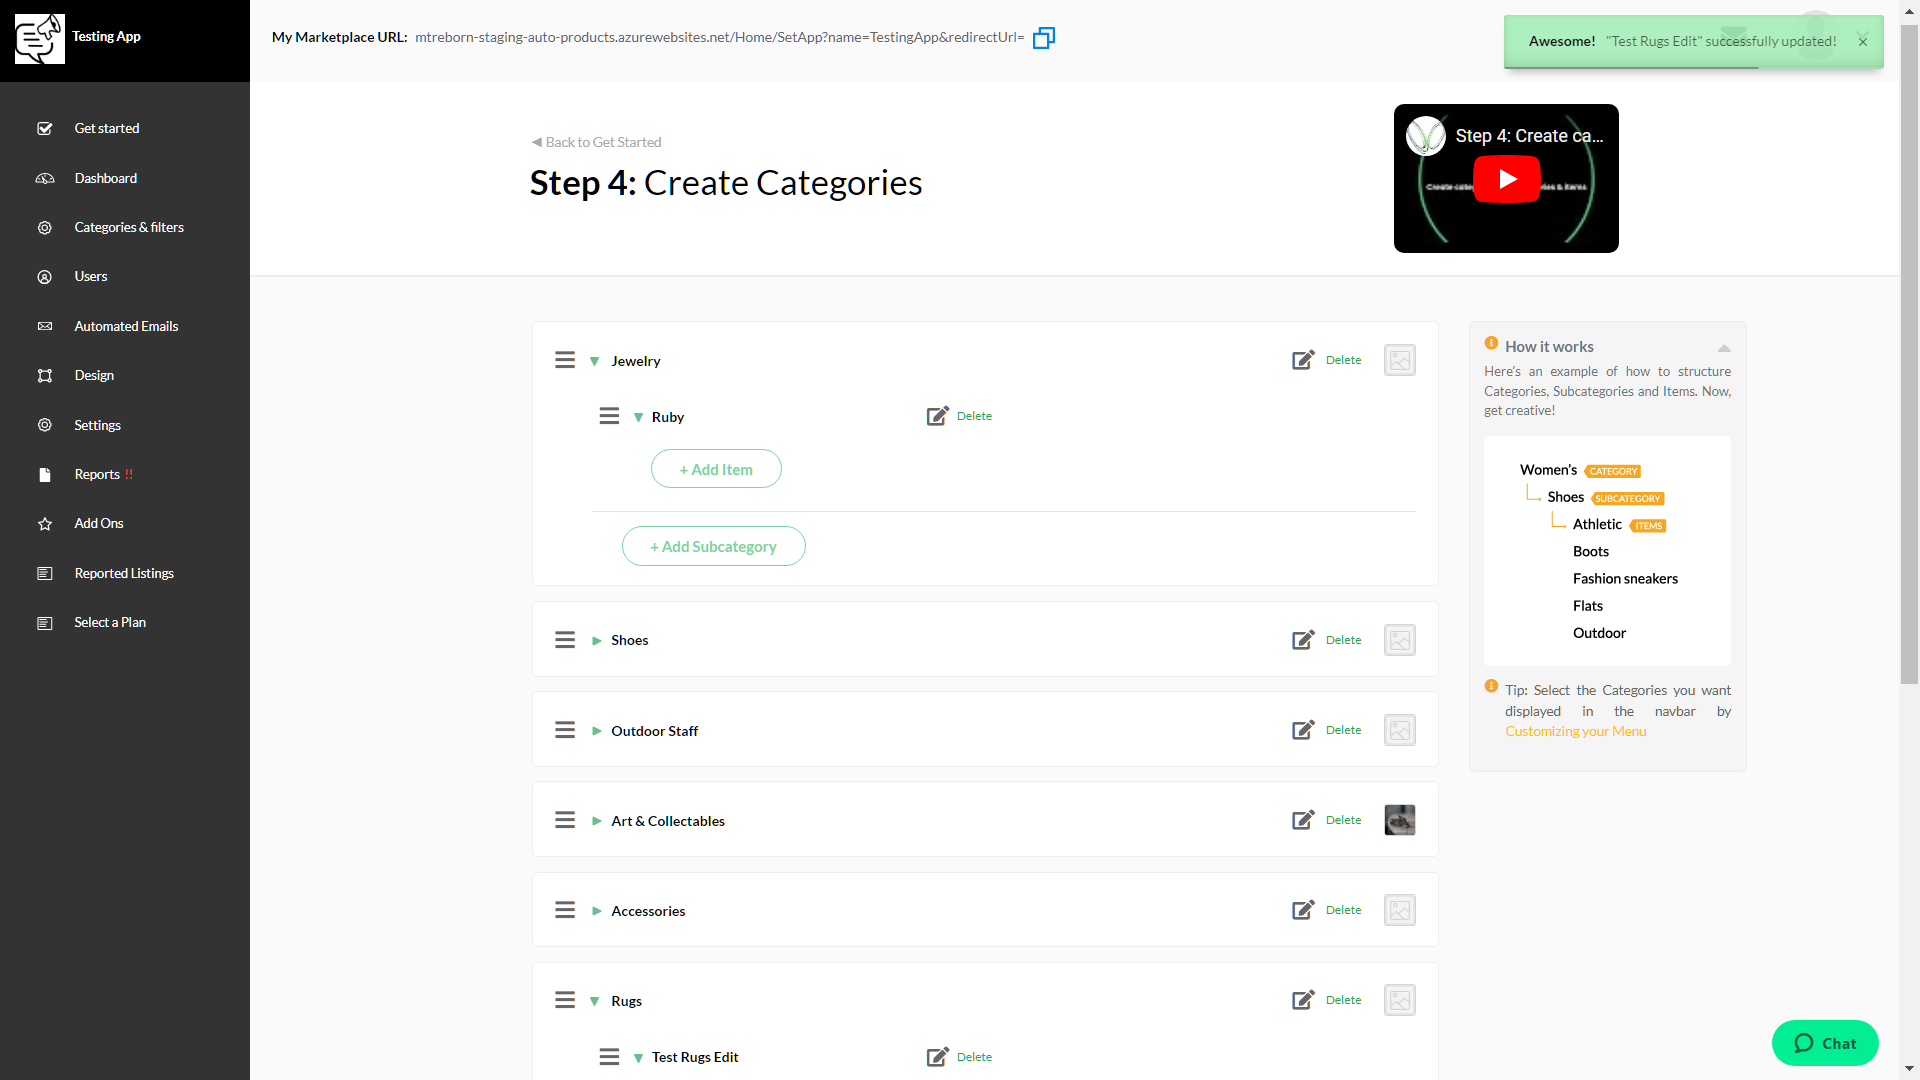 Testing App
My Marketplace URL: mtreborn-staging-auto-products.azurewebsites.net/Home/SetApp?name=TestingApp&redirectUrl=
Awesome! "Test Rugs Edit" successfully updated!
Get started
Dashboard
Categories & filters
Users
Automated Emails
Design
Settings
Reports !!
Add Ons
Reported Listings
Select a Plan
Back to Get Started
Step 4: Create Categories
Step 4: Create ca...
Jewelry
Delete
Ruby
Delete
+ Add Item
+ Add Subcategory
Shoes
Delete
Outdoor Staff
Delete
Art & Collectables
Delete
Accessories
Delete
Rugs
Delete
Test Rugs Edit
Delete
How it works
Here's an example of how to structure
Categories, Subcategories and Items. Now,
get creative!
Women's CATEGORY
Shoes SUBCATEGORY
Athletic ITEMS
Boots
Fashion sneakers
Flats
Outdoor
Tip: Select the Categories you want
displayed in the navbar by
Customizing your Menu
Chat